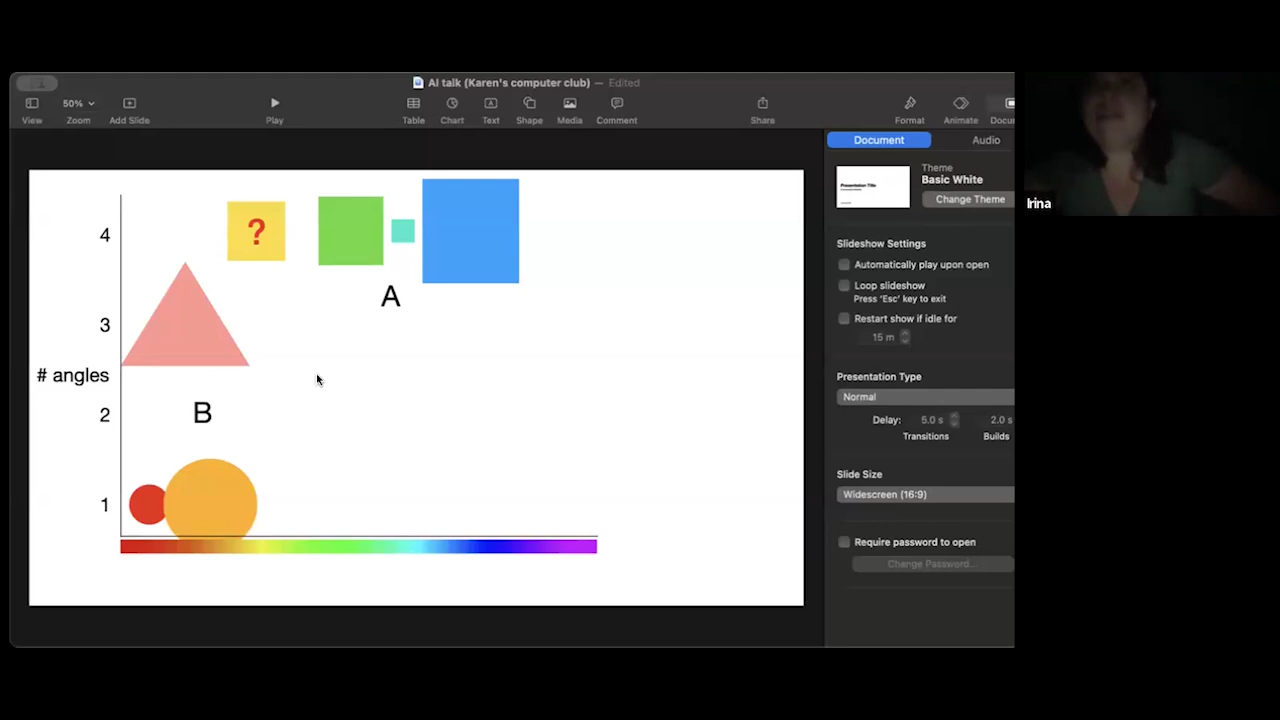 AI talk (Karen's computer club) — Edited
50%
View
Zoom
Add Slide
Play
Table
Chart
Text
Shape
Media
Comment
Share
Format
Animate
Document
Audio
Theme
Basic White
Change Theme
Presentation Title
Irina
Slideshow Settings
Automatically play upon open
Loop slideshow
Press 'Esc' key to exit
Restart show if idle for
15 m
Presentation Type
Normal
Delay: 5.0 s 2.0 s
Transitions Builds
Slide Size
Widescreen (16:9)
Require password to open
Change Password...
4
?
A
3
# angles
2
B
1